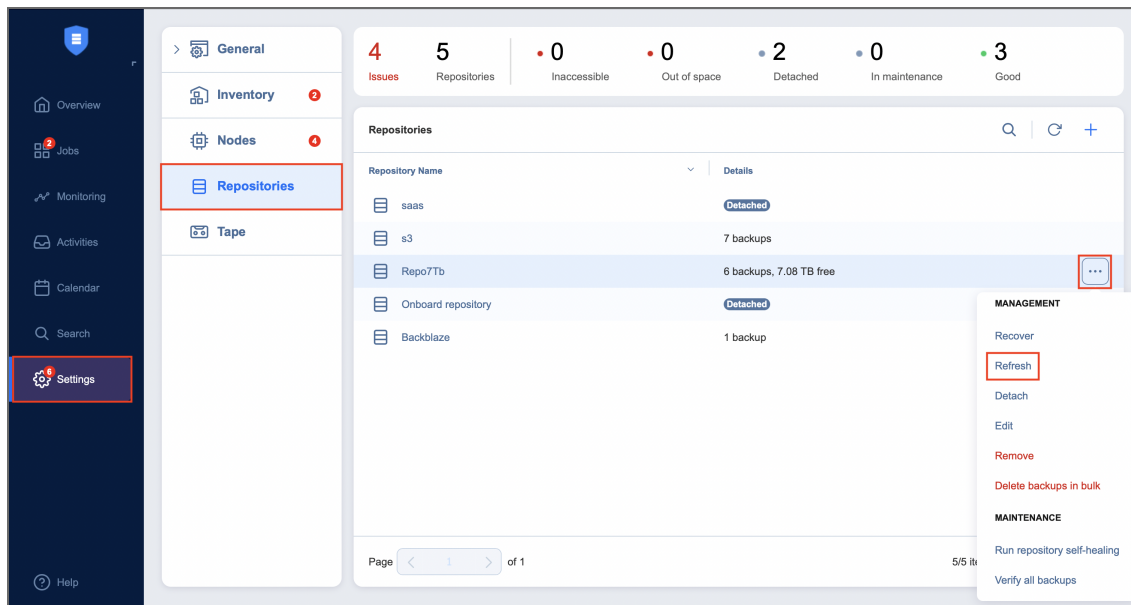 Overview
2
Jobs
Monitoring
Activities
Calendar
Search
6
Settings
Help
General
Inventory 2
Nodes 4
Repositories
Tape
4 5 0 0 2 0 3
Issues Repositories Inaccessible Out of space Detached In maintenance Good
Repositories
Repository Name Details
saas Detached
s3 7 backups
Repo7Tb 6 backups, 7.08 TB free
Onboard repository Detached
Backblaze 1 backup
MANAGEMENT
Recover
Refresh
Detach
Edit
Remove
Delete backups in bulk
MAINTENANCE
Run repository self-healing
Verify all backups
Page 1 of 1 5/5